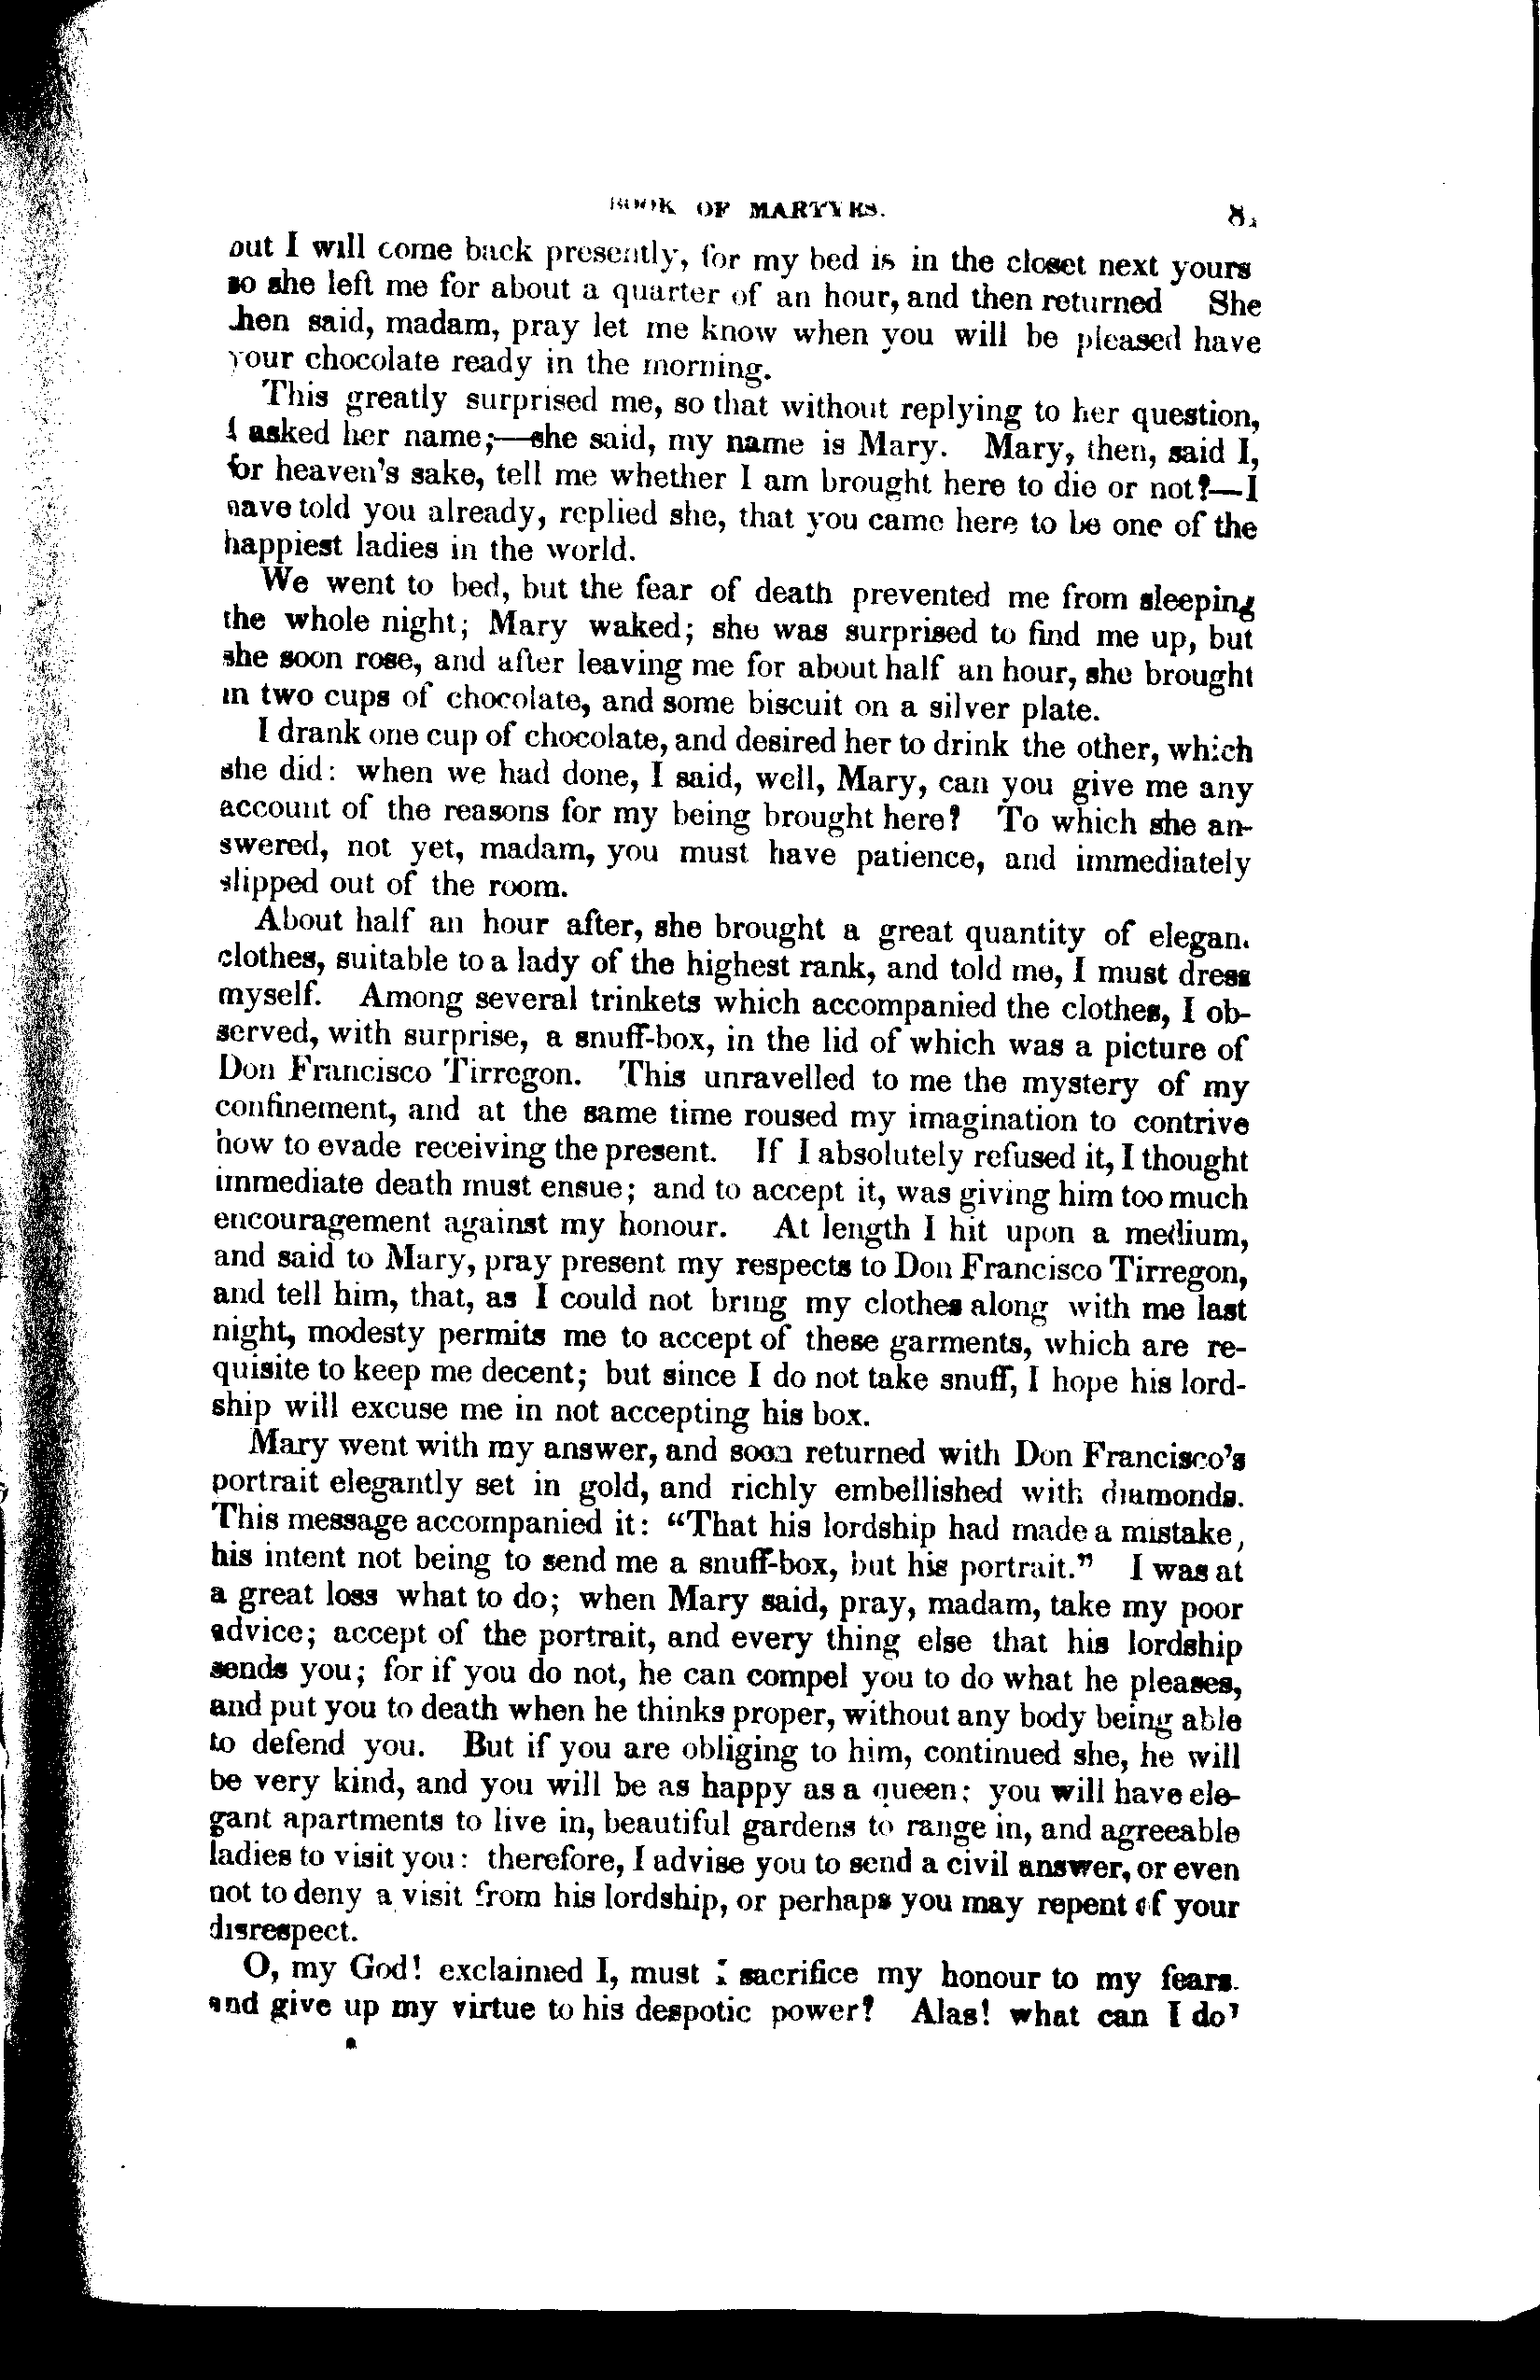 BOOK OF MARTYRS.
out I will come back presently, for my bed is in the closet next yours
so she left me for about a quarter of an hour, and then returned She
hen said, madam, pray let me know when you will be pleased have
your chocolate ready in the morning.
This greatly surprised me, so that without replying to her question,
I asked her name;—she said, my name is Mary. Mary, then, said I,
for heaven's sake, tell me whether I am brought here to die or not?—I
have told you already, replied she, that you came here to be one of the
happiest ladies in the world.
We went to bed, but the fear of death prevented me from sleeping
the whole night; Mary waked; she was surprised to find me up, but
she soon rose, and after leaving me for about half an hour, she brought
in two cups of chocolate, and some biscuit on a silver plate.
I drank one cup of chocolate, and desired her to drink the other, which
she did: when we had done, I said, well, Mary, can you give me any
account of the reasons for my being brought here? To which she an-
swered, not yet, madam, you must have patience, and immediately
slipped out of the room.
About half an hour after, she brought a great quantity of elegan.
clothes, suitable to a lady of the highest rank, and told me, I must dress
myself. Among several trinkets which accompanied the clothes, I ob-
served, with surprise, a snuff-box, in the lid of which was a picture of
Don Francisco Tirregon. This unravelled to me the mystery of my
confinement, and at the same time roused my imagination to contrive
how to evade receiving the present. If I absolutely refused it, I thought
immediate death must ensue; and to accept it, was giving him too much
encouragement against my honour. At length I hit upon a medium,
and said to Mary, pray present my respects to Don Francisco Tirregon,
and tell him, that, as I could not bring my clothes along with me last
night, modesty permits me to accept of these garments, which are re-
quisite to keep me decent; but since I do not take snuff, I hope his lord-
ship will excuse me in not accepting his box.
Mary went with my answer, and soon returned with Don Francisco's
portrait elegantly set in gold, and richly embellished with diamonds.
This message accompanied it: "That his lordship had made a mistake,
his intent not being to send me a snuff-box, but his portrait." I was at
a great loss what to do; when Mary said, pray, madam, take my poor
advice; accept of the portrait, and every thing else that his lordship
sends you; for if you do not, he can compel you to do what he pleases,
and put you to death when he thinks proper, without any body being able
to defend you. But if you are obliging to him, continued she, he will
be very kind, and you will be as happy as a queen; you will have ele-
gant apartments to live in, beautiful gardens to range in, and agreeable
ladies to visit you: therefore, I advise you to send a civil answer, or even
not to deny a visit from his lordship, or perhaps you may repent of your
disrespect.
O, my God! exclaimed I, must I sacrifice my honour to my fears.
and give up my virtue to his despotic power? Alas! what can I do?